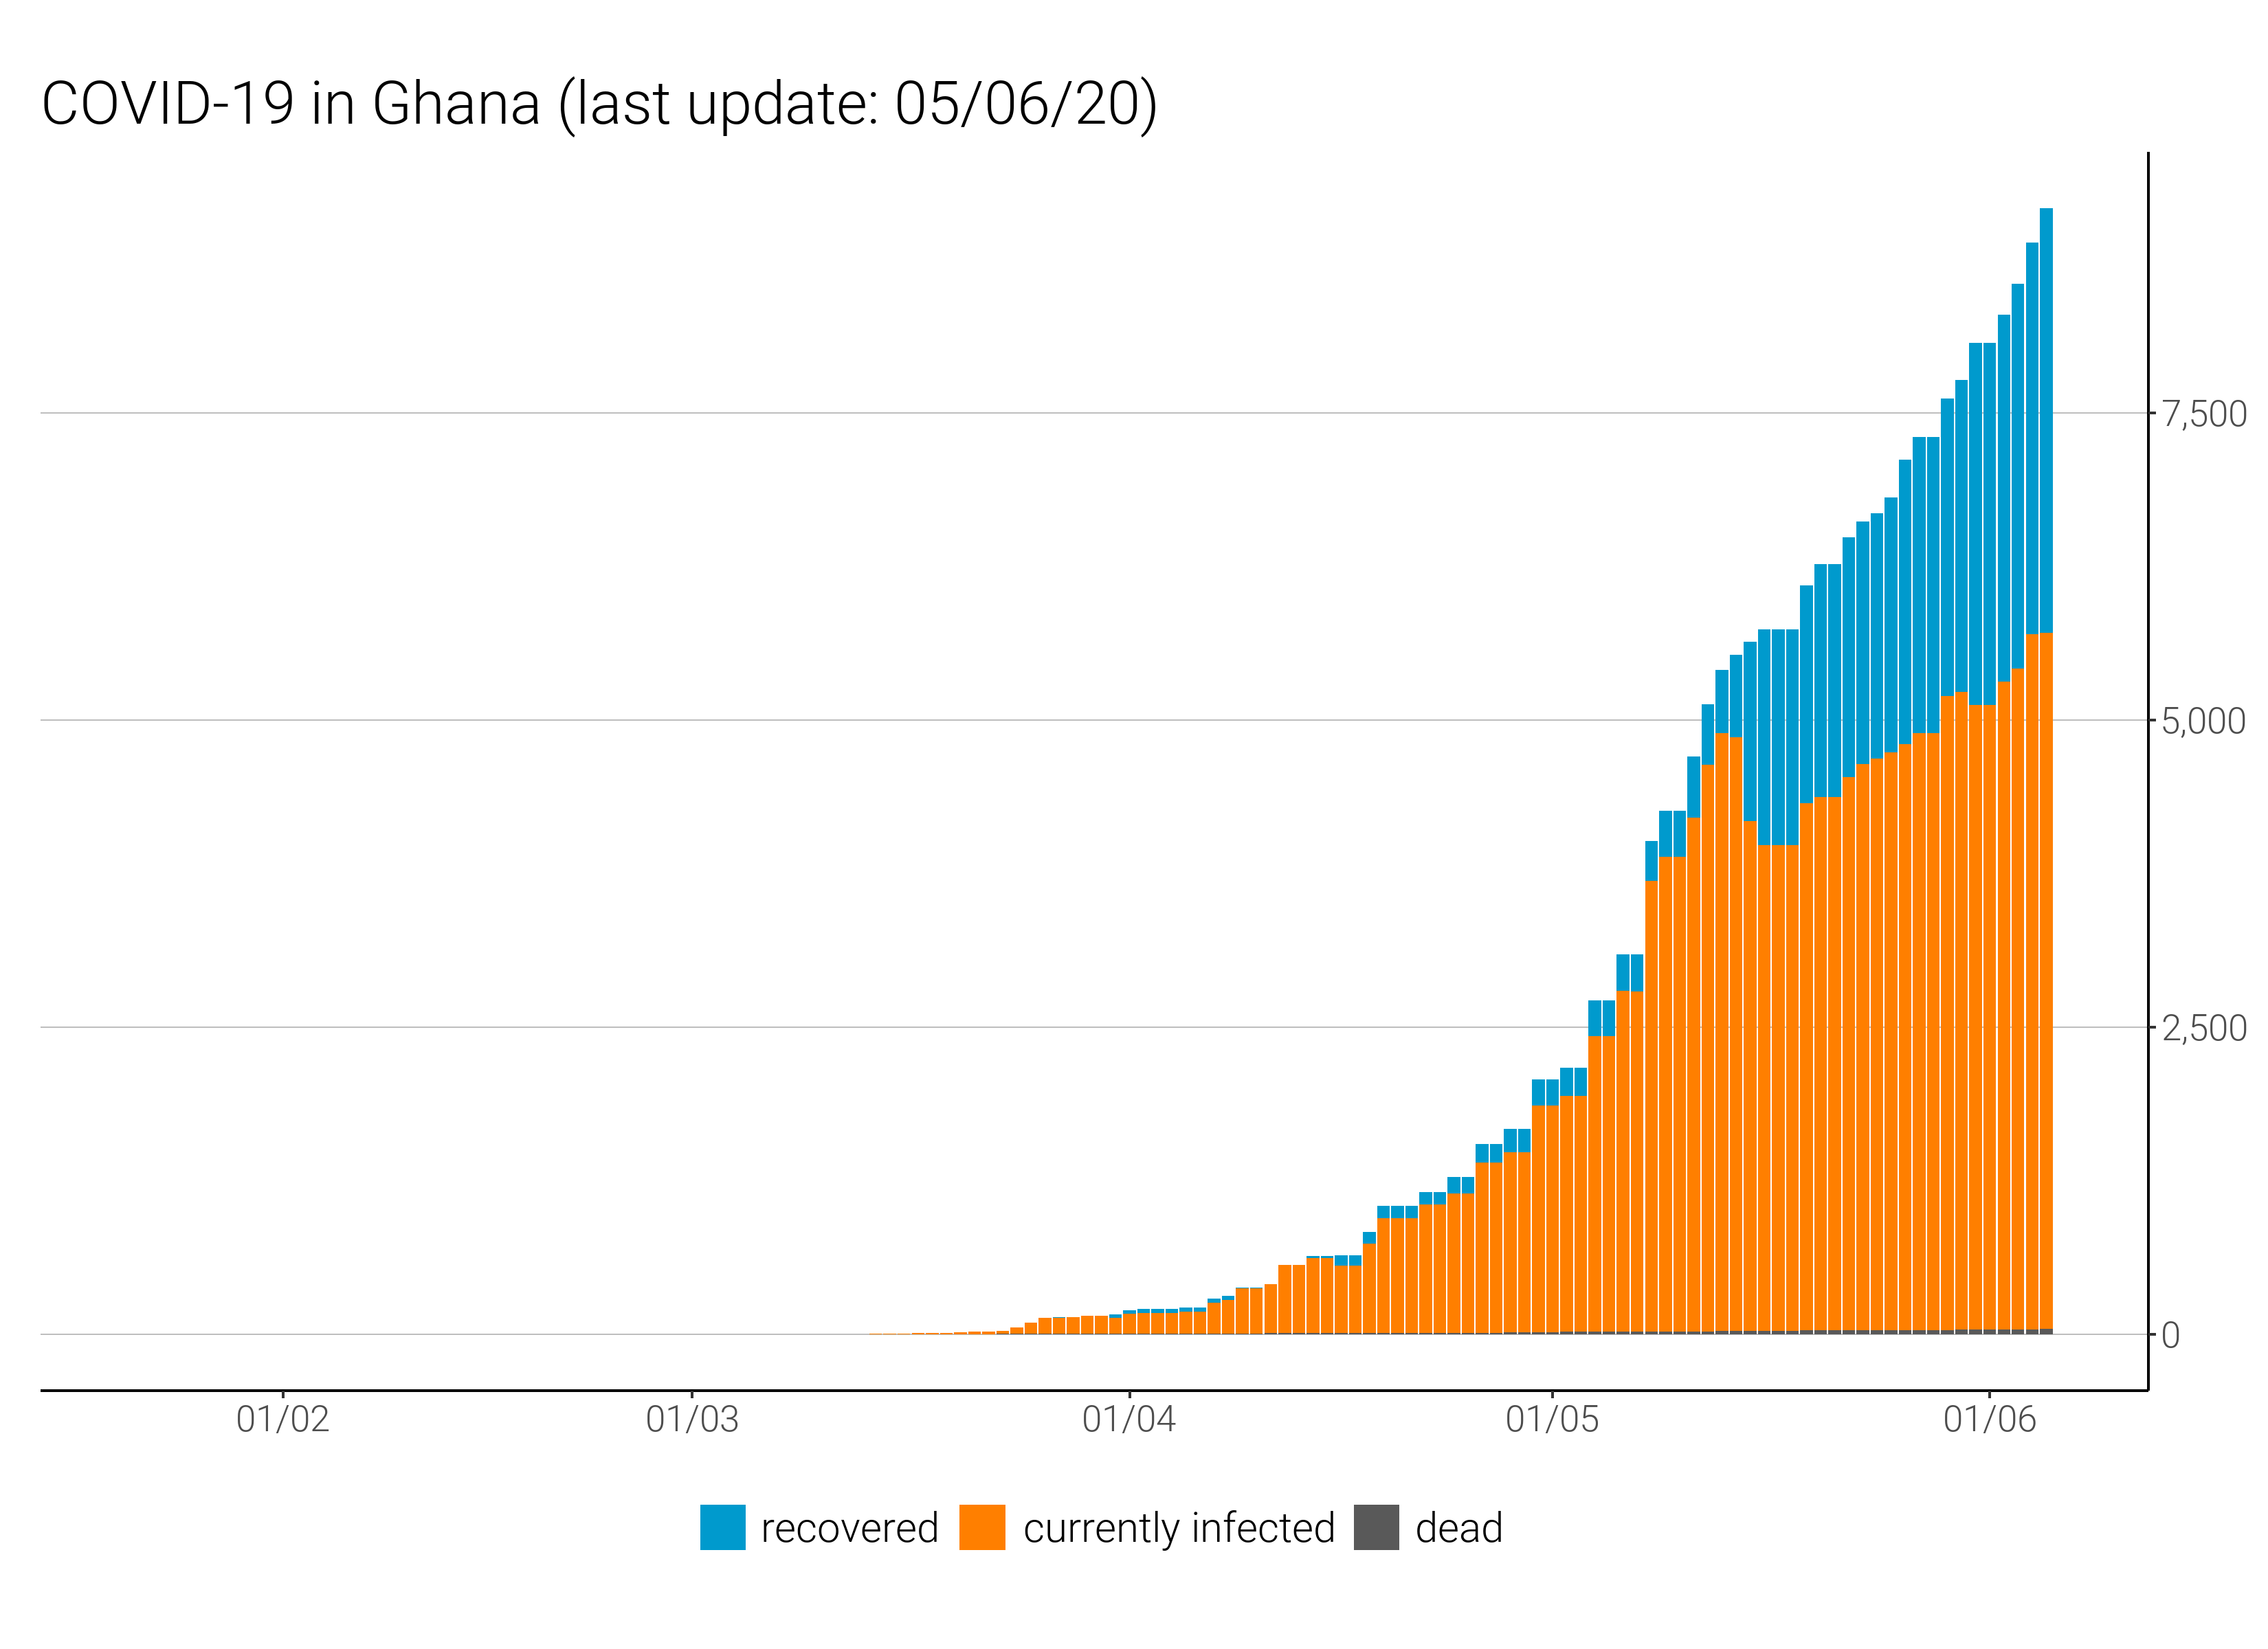 COVID-19 in Ghana (last update: 05/06/20)
7,500
5,000
2,500
0
01/02 01/03 01/04 01/05 01/06
recovered currently infected dead